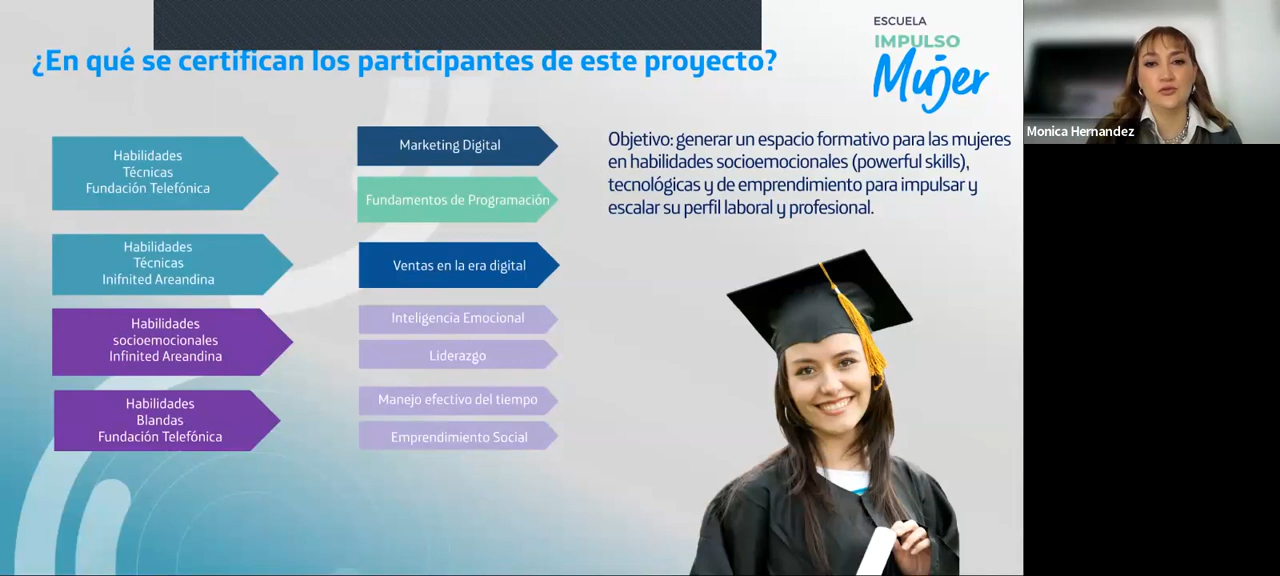 ¿En qué se certifican los participantes de este proyecto?
ESCUELA
IMPULSO
Mujer
Monica Hernandez
Habilidades
Técnicas
Fundación Telefónica
Habilidades
Técnicas
Inifnited Areandina
Habilidades
socioemocionales
Infinited Areandina
Habilidades
Blandas
Fundación Telefónica
Marketing Digital
Fundamentos de Programación
Ventas en la era digital
Inteligencia Emocional
Liderazgo
Manejo efectivo del tiempo
Emprendimiento Social
Objetivo: generar un espacio formativo para las mujeres
en habilidades socioemocionales (powerful skills),
tecnológicas y de emprendimiento para impulsar y
escalar su perfil laboral y profesional.